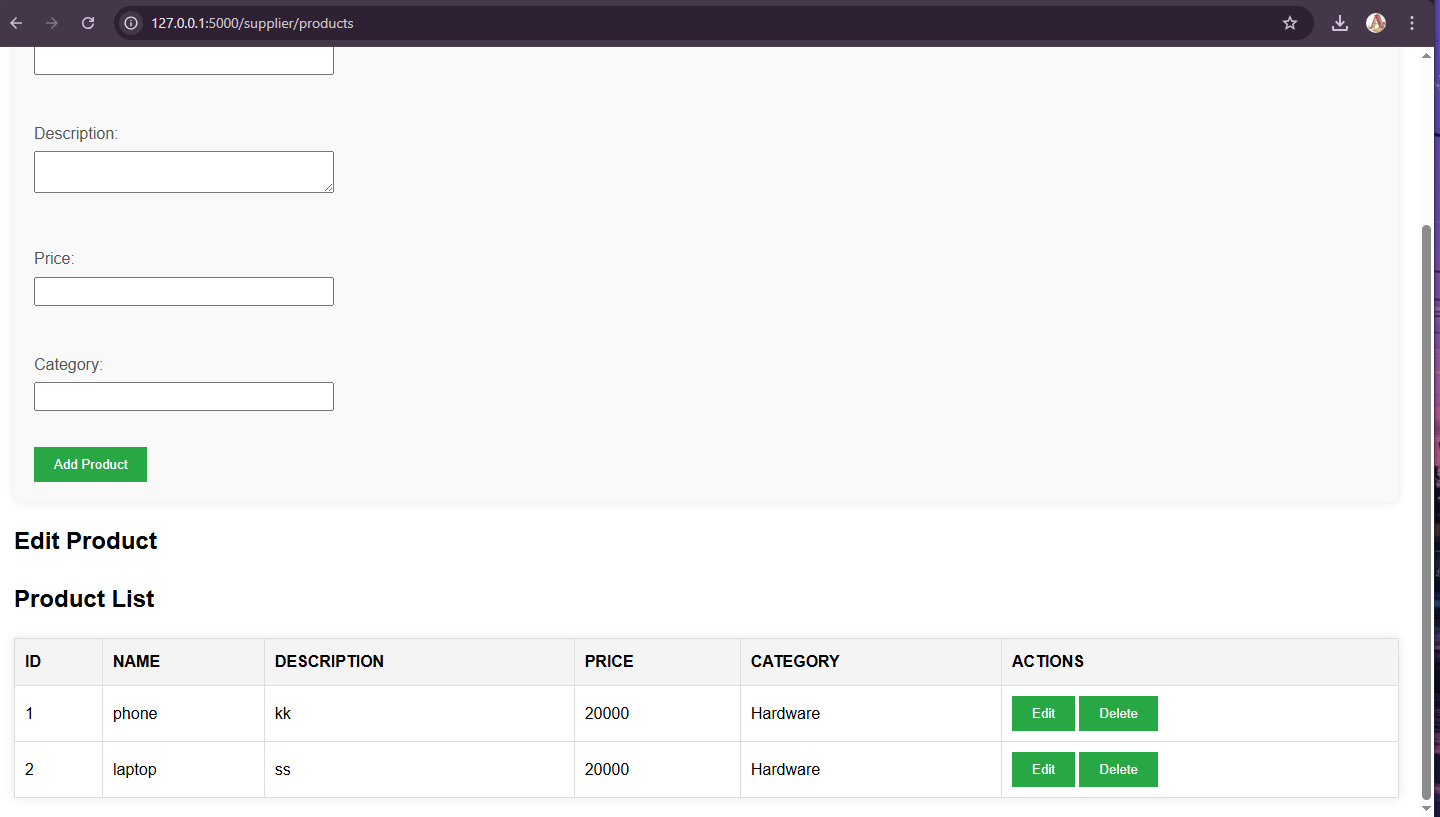 127.0.0.1:5000/supplier/products
Description:
Price:
Category:
Add Product
Edit Product
Product List
ID NAME DESCRIPTION PRICE CATEGORY ACTIONS
1 phone kk 20000 Hardware Edit Delete
2 laptop ss 20000 Hardware Edit Delete